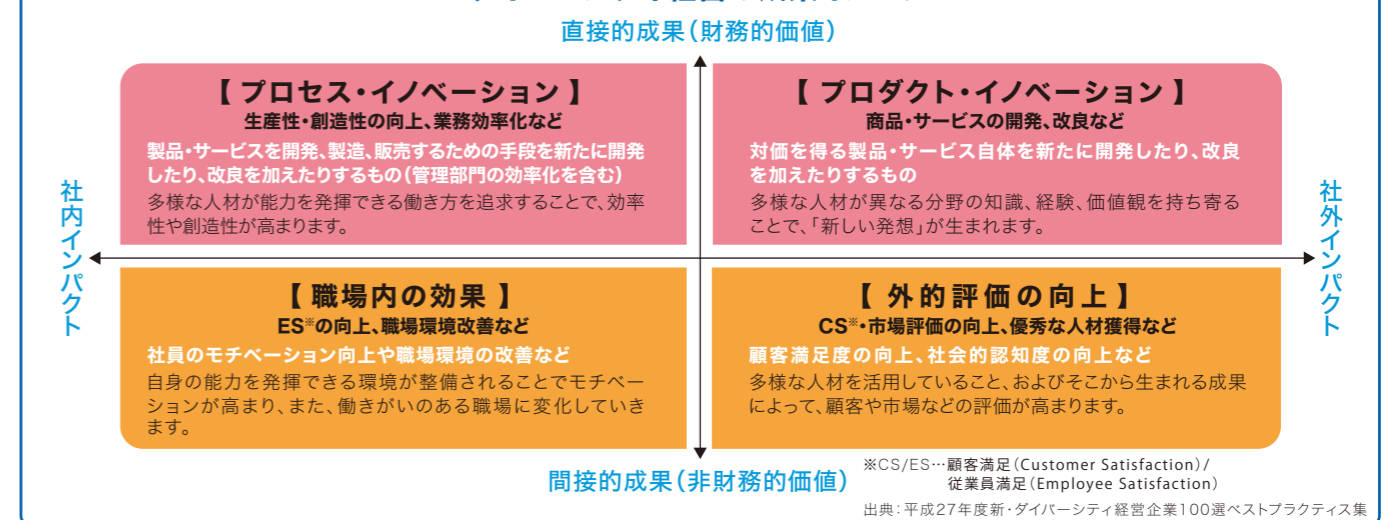 直接的成果（財務的価値）
【 プロセス・イノベーション 】
生産性・創造性の向上、業務効率化など
製品・サービスを開発、製造、販売するための手段を新たに開発
したり、改良を加えたりするもの（管理部門の効率化を含む）
多様な人材が能力を発揮できる働き方を追求することで、効率
性や創造性が高まります。
【 プロダクト・イノベーション 】
商品・サービスの開発、改良など
対価を得る製品・サービス自体を新たに開発したり、改良
を加えたりするもの
多様な人材が異なる分野の知識、経験、価値観を持ち寄る
ことで、「新しい発想」が生まれます。
社内インパクト
社外インパクト
【 職場内の効果 】
ES※の向上、職場環境改善など
社員のモチベーション向上や職場環境の改善など
自身の能力を発揮できる環境が整備されることでモチベー
ションが高まり、また、働きがいのある職場に変化していき
ます。
【 外的評価の向上 】
CS※・市場評価の向上、優秀な人材獲得など
顧客満足度の向上、社会的認知度の向上など
多様な人材を活用していること、およびそこから生まれる成果
によって、顧客や市場などの評価が高まります。
間接的成果（非財務的価値）
※CS/ES…顧客満足（Customer Satisfaction）/
従業員満足（Employee Satisfaction）
出典：平成27年度新・ダイバーシティ経営企業100選ベストプラクティス集